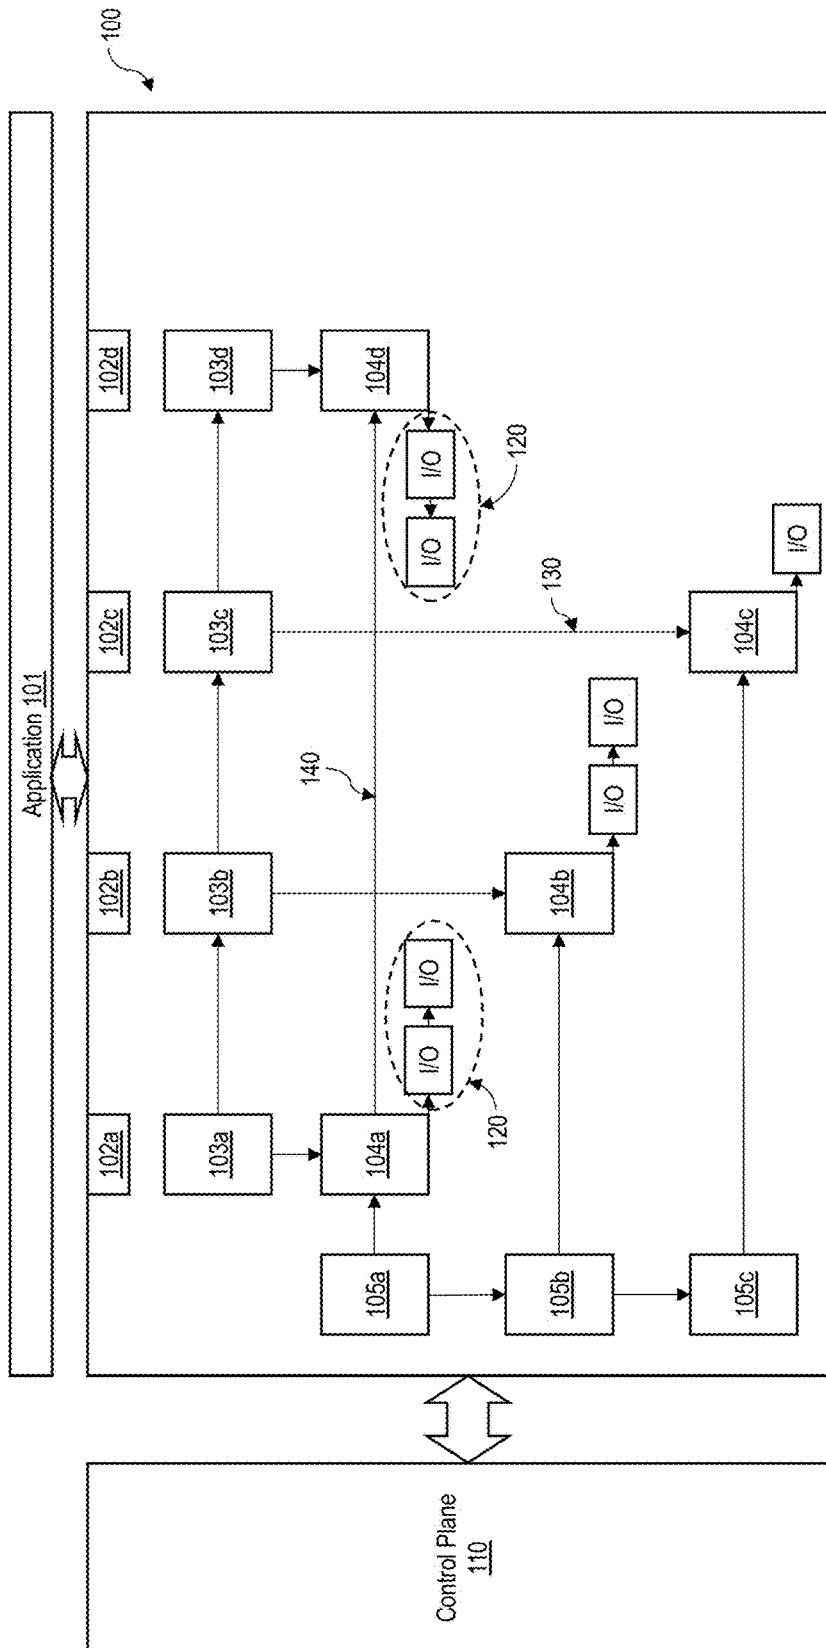 100
Application 101
102a
102b
102c
102d
103a
103b
103c
103d
140
104a
104d
105a
I/O
I/O
I/O
I/O
120
120
130
105b
104b
I/O
I/O
105c
104c
I/O
Control Plane
110